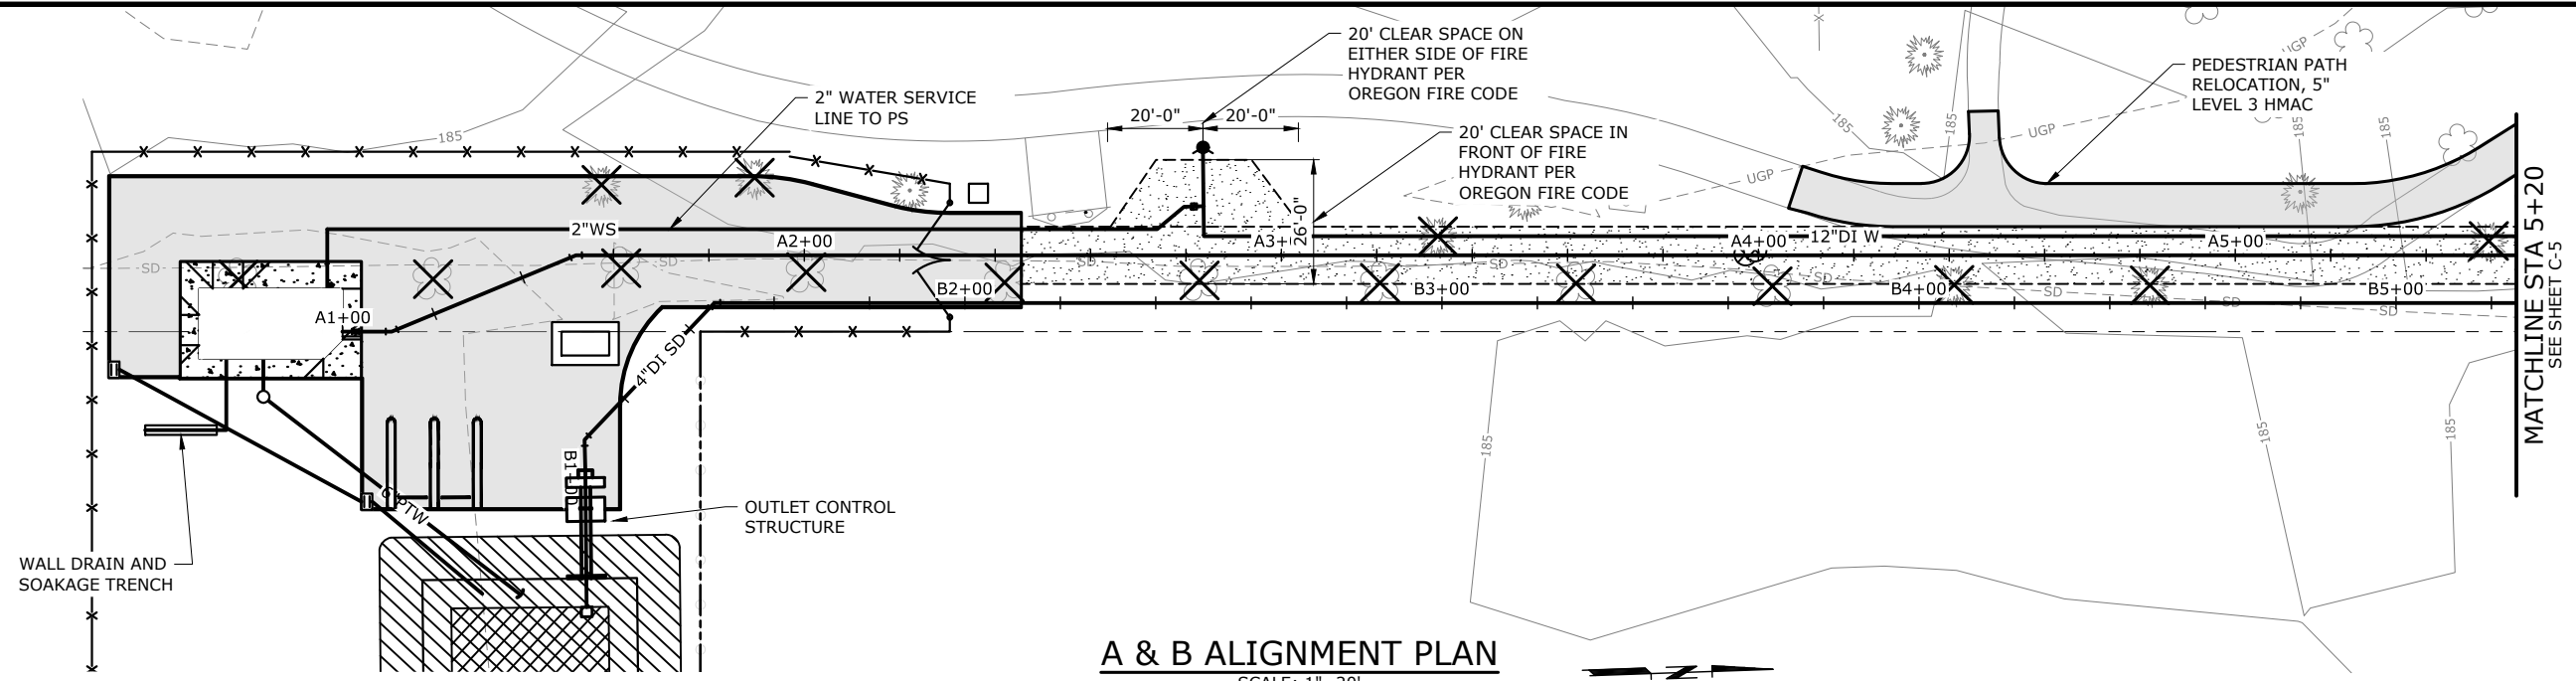 20' CLEAR SPACE ON
EITHER SIDE OF FIRE
HYDRANT PER
OREGON FIRE CODE
PEDESTRIAN PATH
RELOCATION, 5"
LEVEL 3 HMAC
2" WATER SERVICE
LINE TO PS
20'-0" 20'-0"
20' CLEAR SPACE IN
FRONT OF FIRE
HYDRANT PER
OREGON FIRE CODE
UGP
UGP
UGP
185
185
185
185
185
26'-0"
2"WS
A2+00
A4+00
12"DI W
A5+00
SD
SD
SD
SD
SD
SD
SD
SD
B2+00
B3+00
B4+00
B5+00
A1+00
4"DI SD
185
185
185
MATCHLINE STA 5+20
SEE SHEET C-5
OUTLET CONTROL
STRUCTURE
WALL DRAIN AND
SOAKAGE TRENCH
A & B ALIGNMENT PLAN